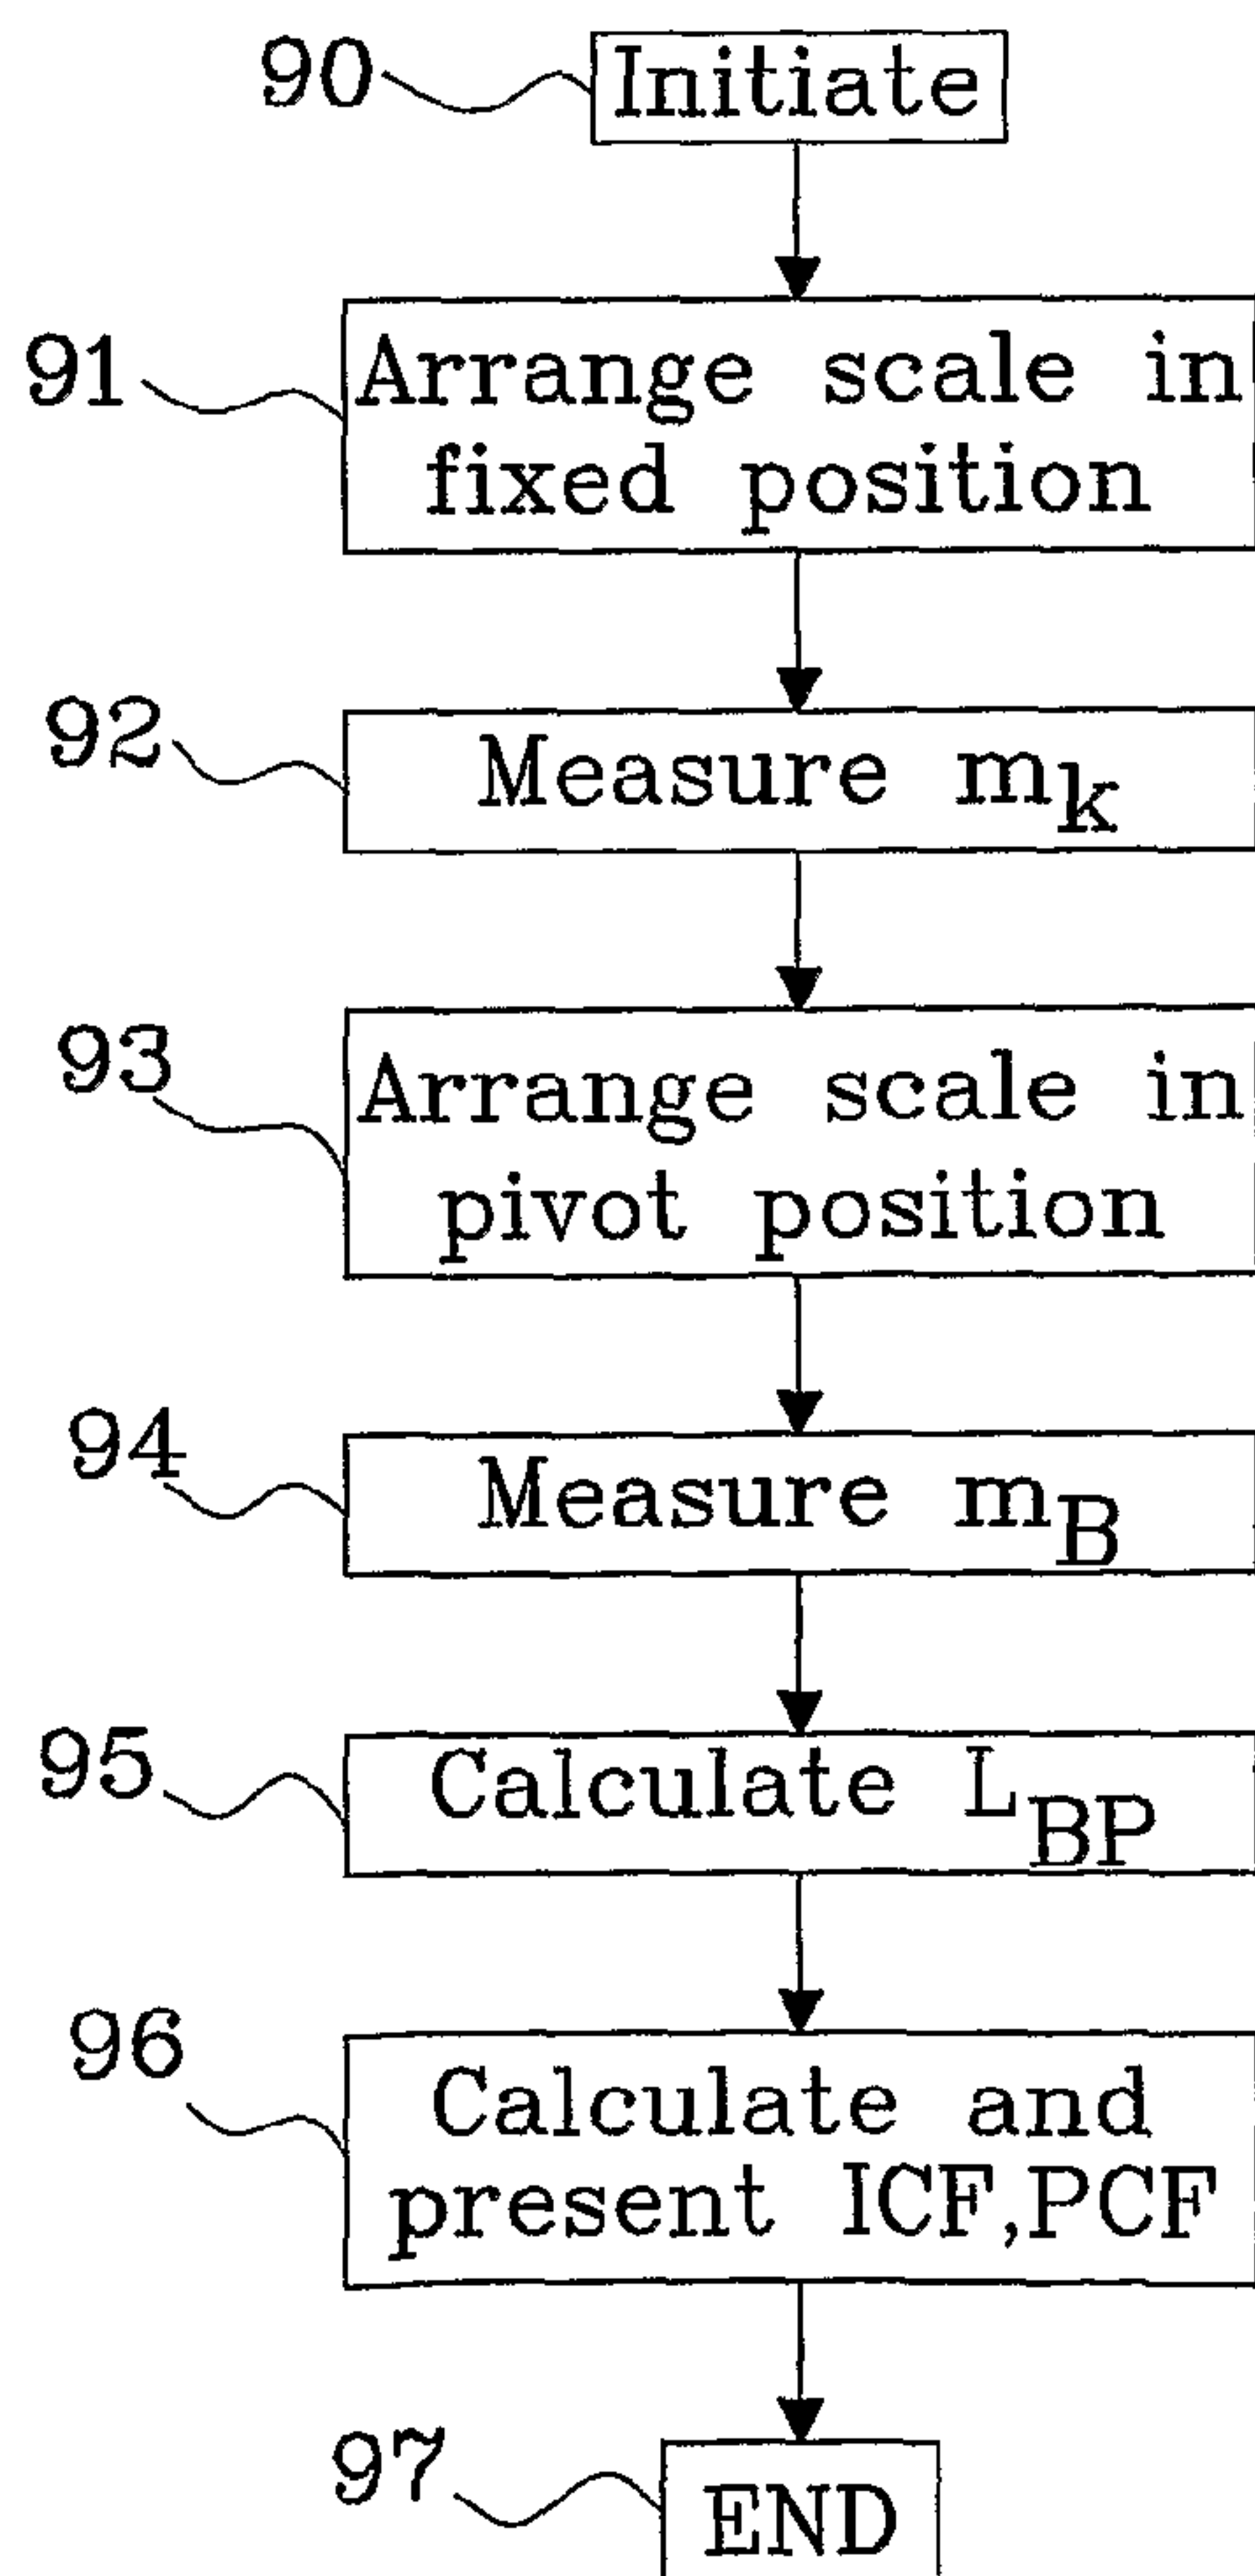 90
Initiate
91
Arrange scale in
fixed position
92
Measure mk
93
Arrange scale in
pivot position
94
Measure mB
95
Calculate LBP
96
Calculate and
present ICF,PCF
97
END